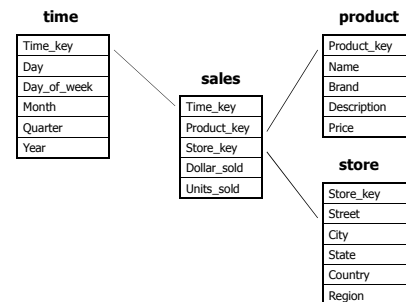 time
Time_key
Day
Day_of_week
Month
Quarter
Year
sales
Time_key
Product_key
Store_key
Dollar_sold
Units_sold
product
Product_key
Name
Brand
Description
Price
store
Store_key
Street
City
State
Country
Region